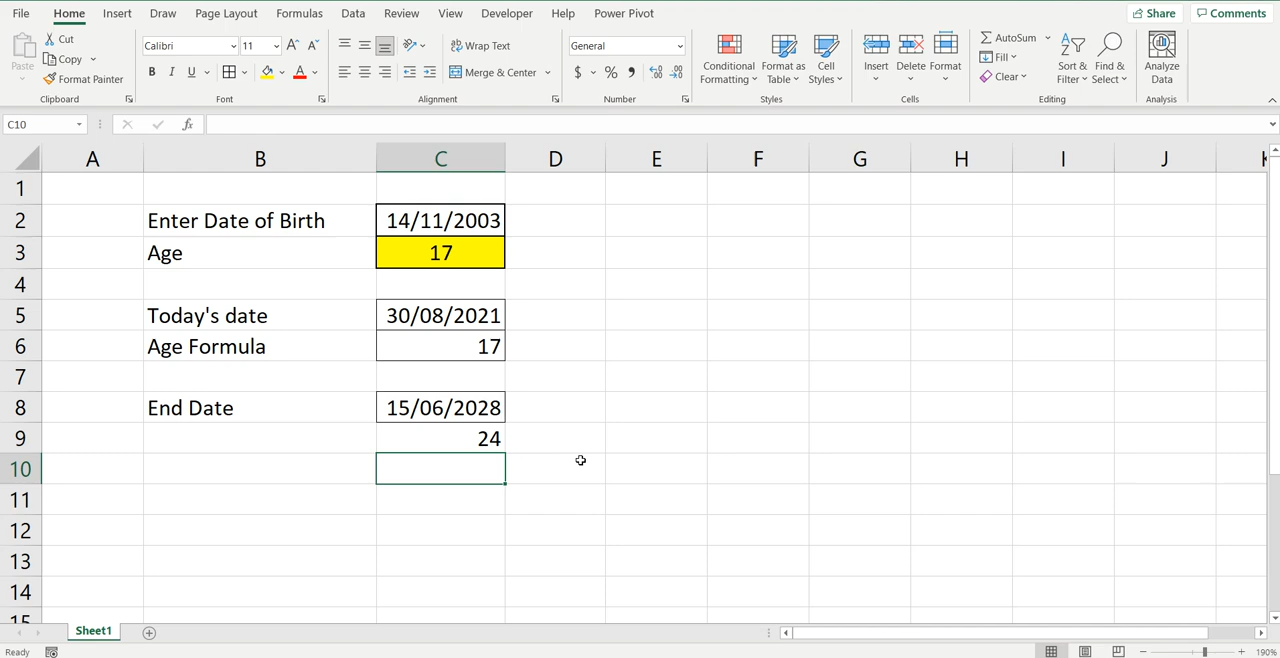 File Home Insert Draw Page Layout Formulas Data Review View Developer Help Power Pivot Share Comments
Paste Cut Copy Format Painter Clipboard
Calibri 11 B I U A Font
Wrap Text Merge & Center Alignment
General $ % Number
Conditional Formatting Format as Table Cell Styles Styles
Insert Delete Format Cells
AutoSum Fill Clear Sort & Filter Find & Select Editing
Analyze Data Analysis
C10 fx
A B C D E F G H I J
1
2 Enter Date of Birth 14/11/2003
3 Age 17
4
5 Today's date 30/08/2021
6 Age Formula 17
7
8 End Date 15/06/2028
9 24
10
11
12
13
14
15
Sheet1
Ready 190%